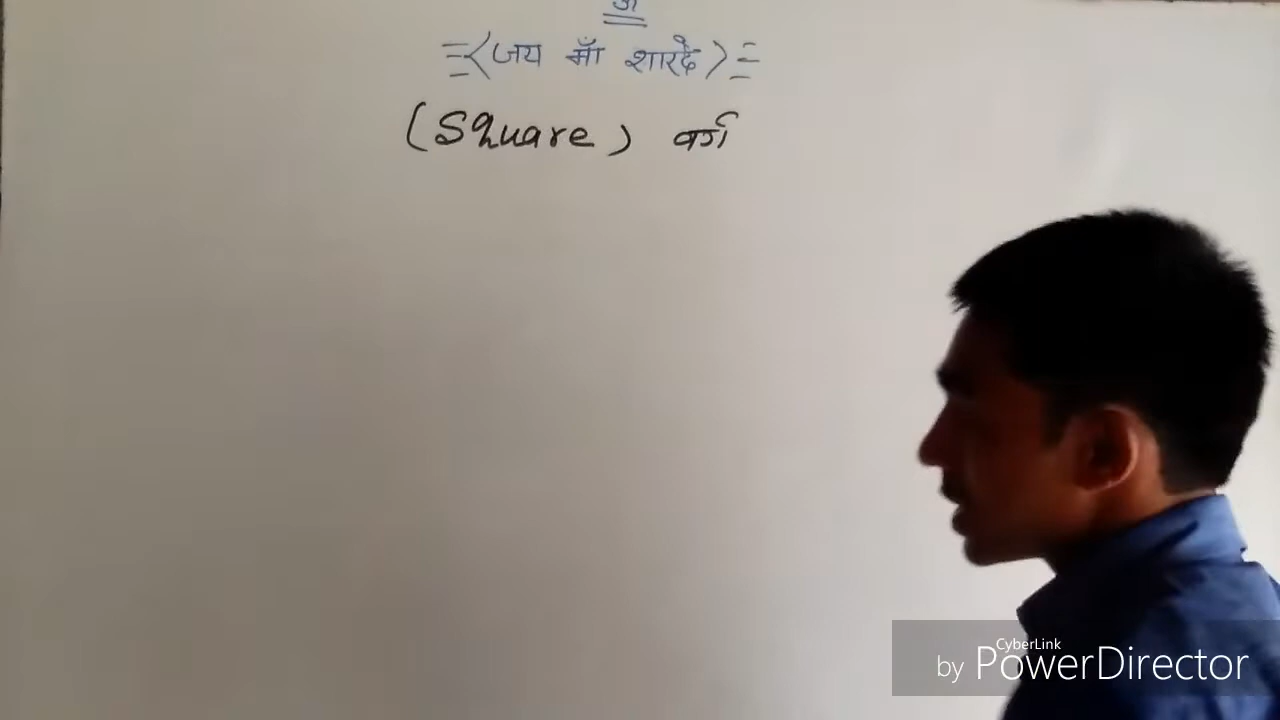 =〈जय माँ शारदे〉=
(Square) वर्ग
CyberLink
by PowerDirector